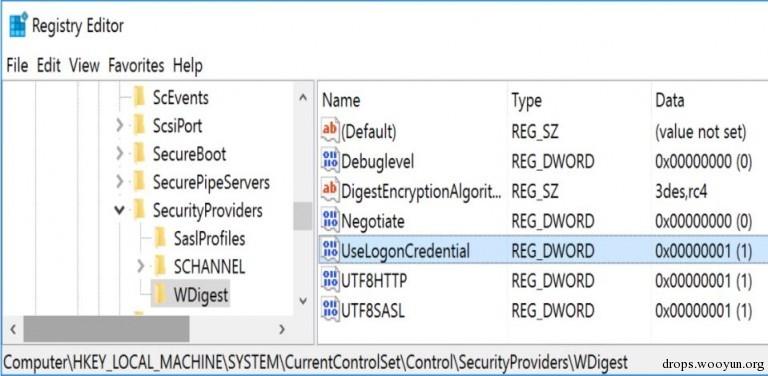 Registry Editor
File Edit View Favorites Help
ScEvents
ScsiPort
SecureBoot
SecurePipeServers
SecurityProviders
SaslProfiles
SCHANNEL
WDigest
Name Type Data
(Default) REG_SZ (value not set)
Debuglevel REG_DWORD 0x00000000 (0)
DigestEncryptionAlgorit... REG_SZ 3des,rc4
Negotiate REG_DWORD 0x00000000 (0)
UseLogonCredential REG_DWORD 0x00000001 (1)
UTF8HTTP REG_DWORD 0x00000001 (1)
UTF8SASL REG_DWORD 0x00000001 (1)
Computer\HKEY_LOCAL_MACHINE\SYSTEM\CurrentControlSet\Control\SecurityProviders\WDigest
drops.wooyun.org